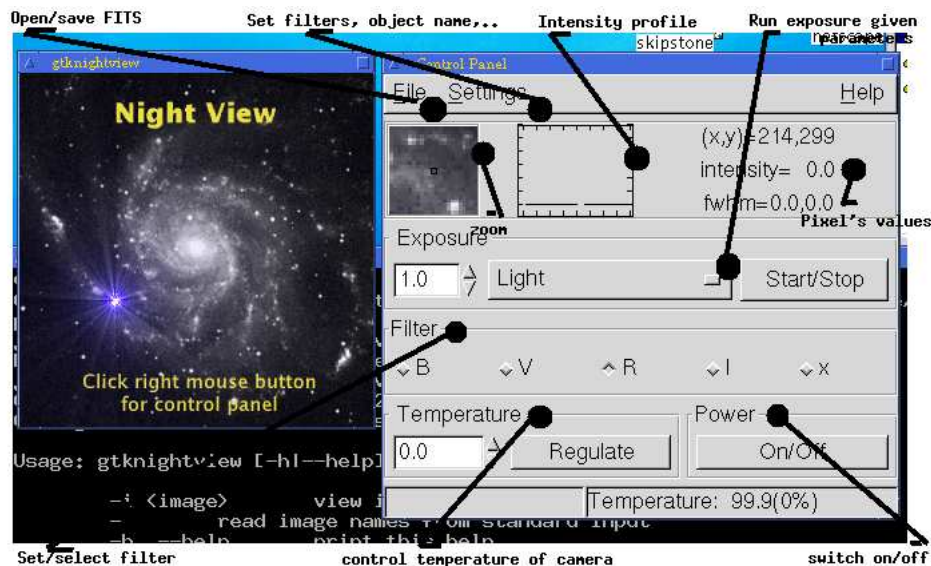 Open/save FITS
Set filters, object name,..
Intensity profile
Run exposure given
parameters
skipstone
gtknightview
Control Panel
File Settings Help
Night View
(x,y)=214,299
intensity= 0.0
fwhm=0.0,0.0
Pixel's values
zoom
Exposure
1.0 Light Start/Stop
Filter
B V R I x
Click right mouse button
for control panel
Temperature Power
0.0 Regulate On/Off
Usage: gtknightview [-h|--help]
-i <image> view
Temperature: 99.9(0%)
- read image names from standard input
-h --help print this help
Set/select filter
control temperature of camera
switch on/off